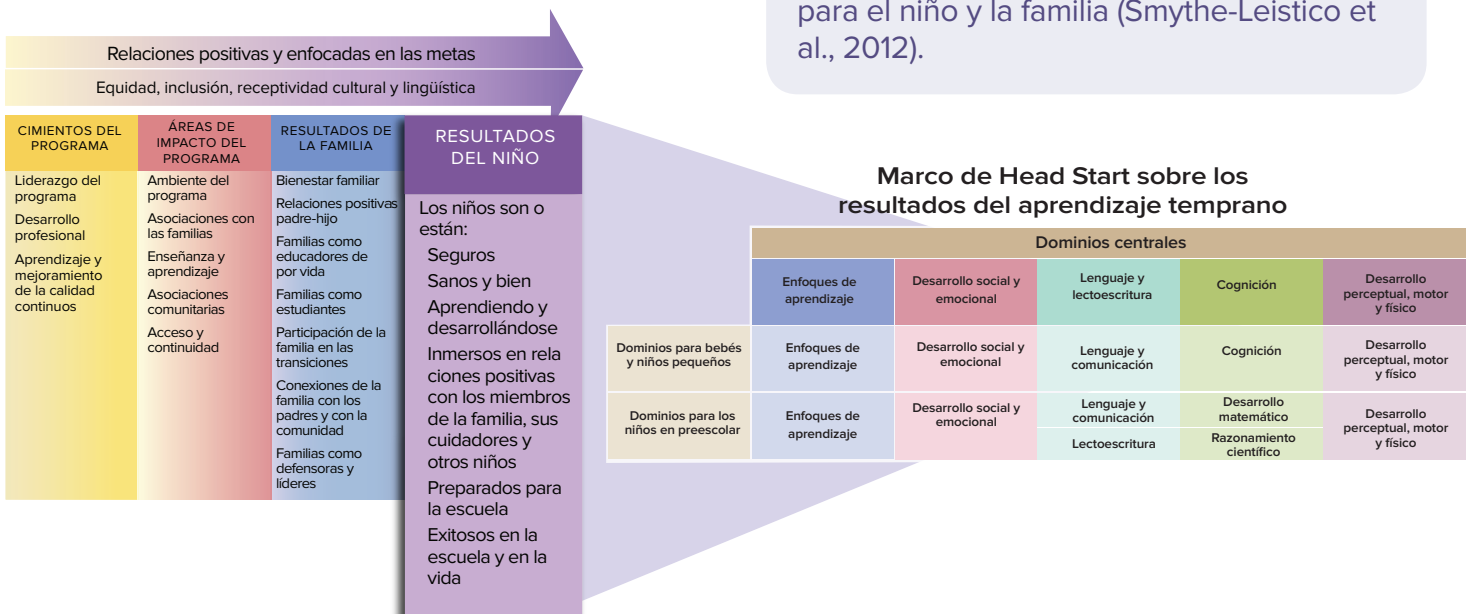 para el niño y la familia (Smythe-Leistico et
al., 2012).
Relaciones positivas y enfocadas en las metas
Equidad, inclusión, receptividad cultural y lingüística
CIMIENTOS DEL
PROGRAMA
Liderazgo del
programa
Desarrollo
profesional
Aprendizaje y
mejoramiento
de la calidad
continuos
ÁREAS DE
IMPACTO DEL
PROGRAMA
Ambiente del
programa
Asociaciones con
las familias
Enseñanza y
aprendizaje
Asociaciones
comunitarias
Acceso y
continuidad
RESULTADOS DE
LA FAMILIA
Bienestar familiar
Relaciones positivas
padre-hijo
Familias como
educadores de
por vida
Familias como
estudiantes
Participación de la
familia en las
transiciones
Conexiones de la
familia con los
padres y con la
comunidad
Familias como
defensoras y
líderes
RESULTADOS
DEL NIÑO
Los niños son o
están:
Seguros
Sanos y bien
Aprendiendo y
desarrollándose
Inmersos en rela
ciones positivas
con los miembros
de la familia, sus
cuidadores y
otros niños
Preparados para
la escuela
Exitosos en la
escuela y en la
vida
Marco de Head Start sobre los
resultados del aprendizaje temprano
Dominios centrales
Enfoques de
aprendizaje
Desarrollo social y
emocional
Lenguaje y
lectoescritura
Cognición
Desarrollo
perceptual, motor
y físico
Dominios para bebés
y niños pequeños
Enfoques de
aprendizaje
Desarrollo social y
emocional
Lenguaje y
comunicación
Cognición
Desarrollo
perceptual, motor
y físico
Dominios para los
niños en preescolar
Enfoques de
aprendizaje
Desarrollo social y
emocional
Lenguaje y
comunicación
Lectoescritura
Desarrollo
matemático
Razonamiento
científico
Desarrollo
perceptual, motor
y físico